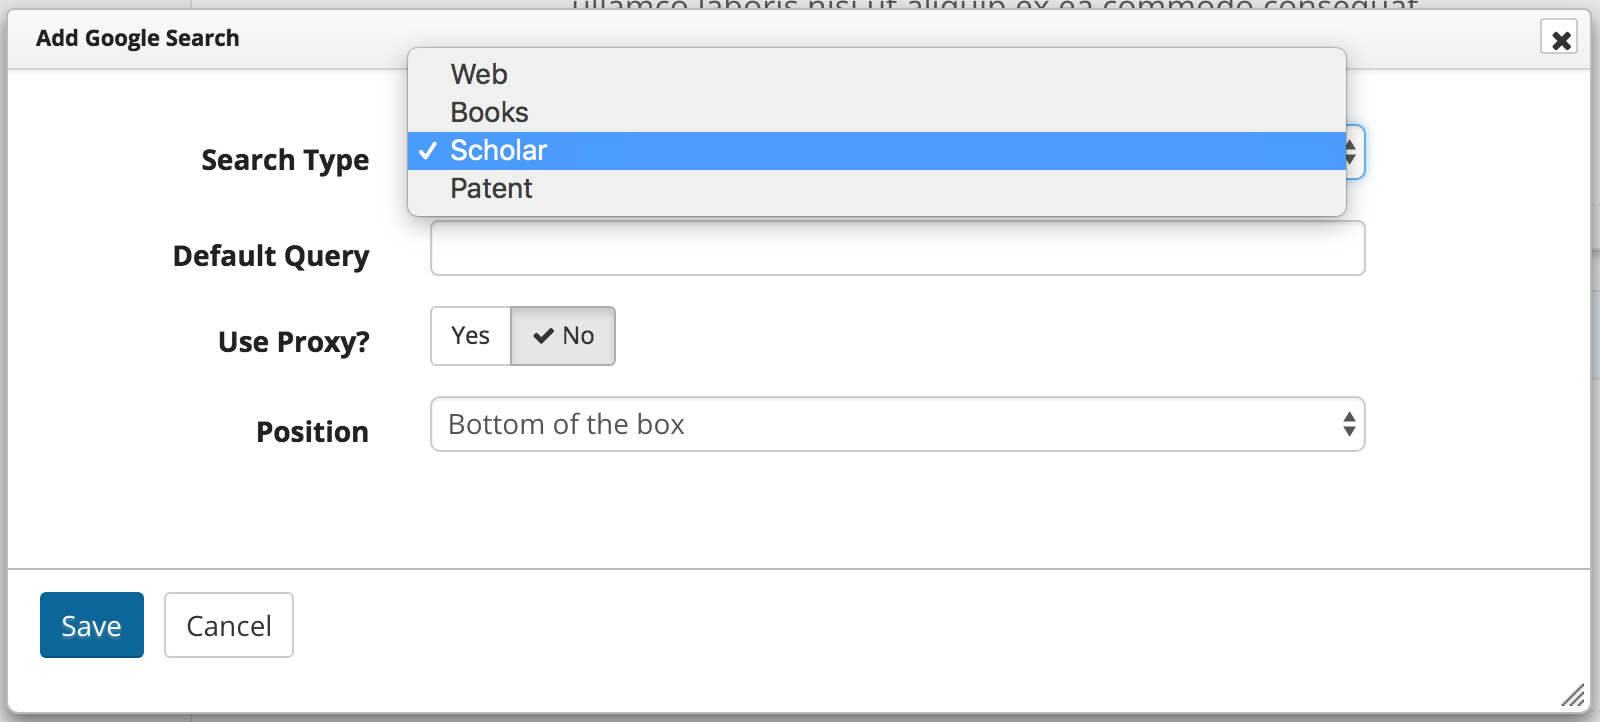 ullamco laboris nisi ut aliquip ex ea commodo consequat
Add Google Search
Web
Books
Search Type
Scholar
Patent
Default Query
Use Proxy?
Yes
No
Position
Bottom of the box
Save
Cancel